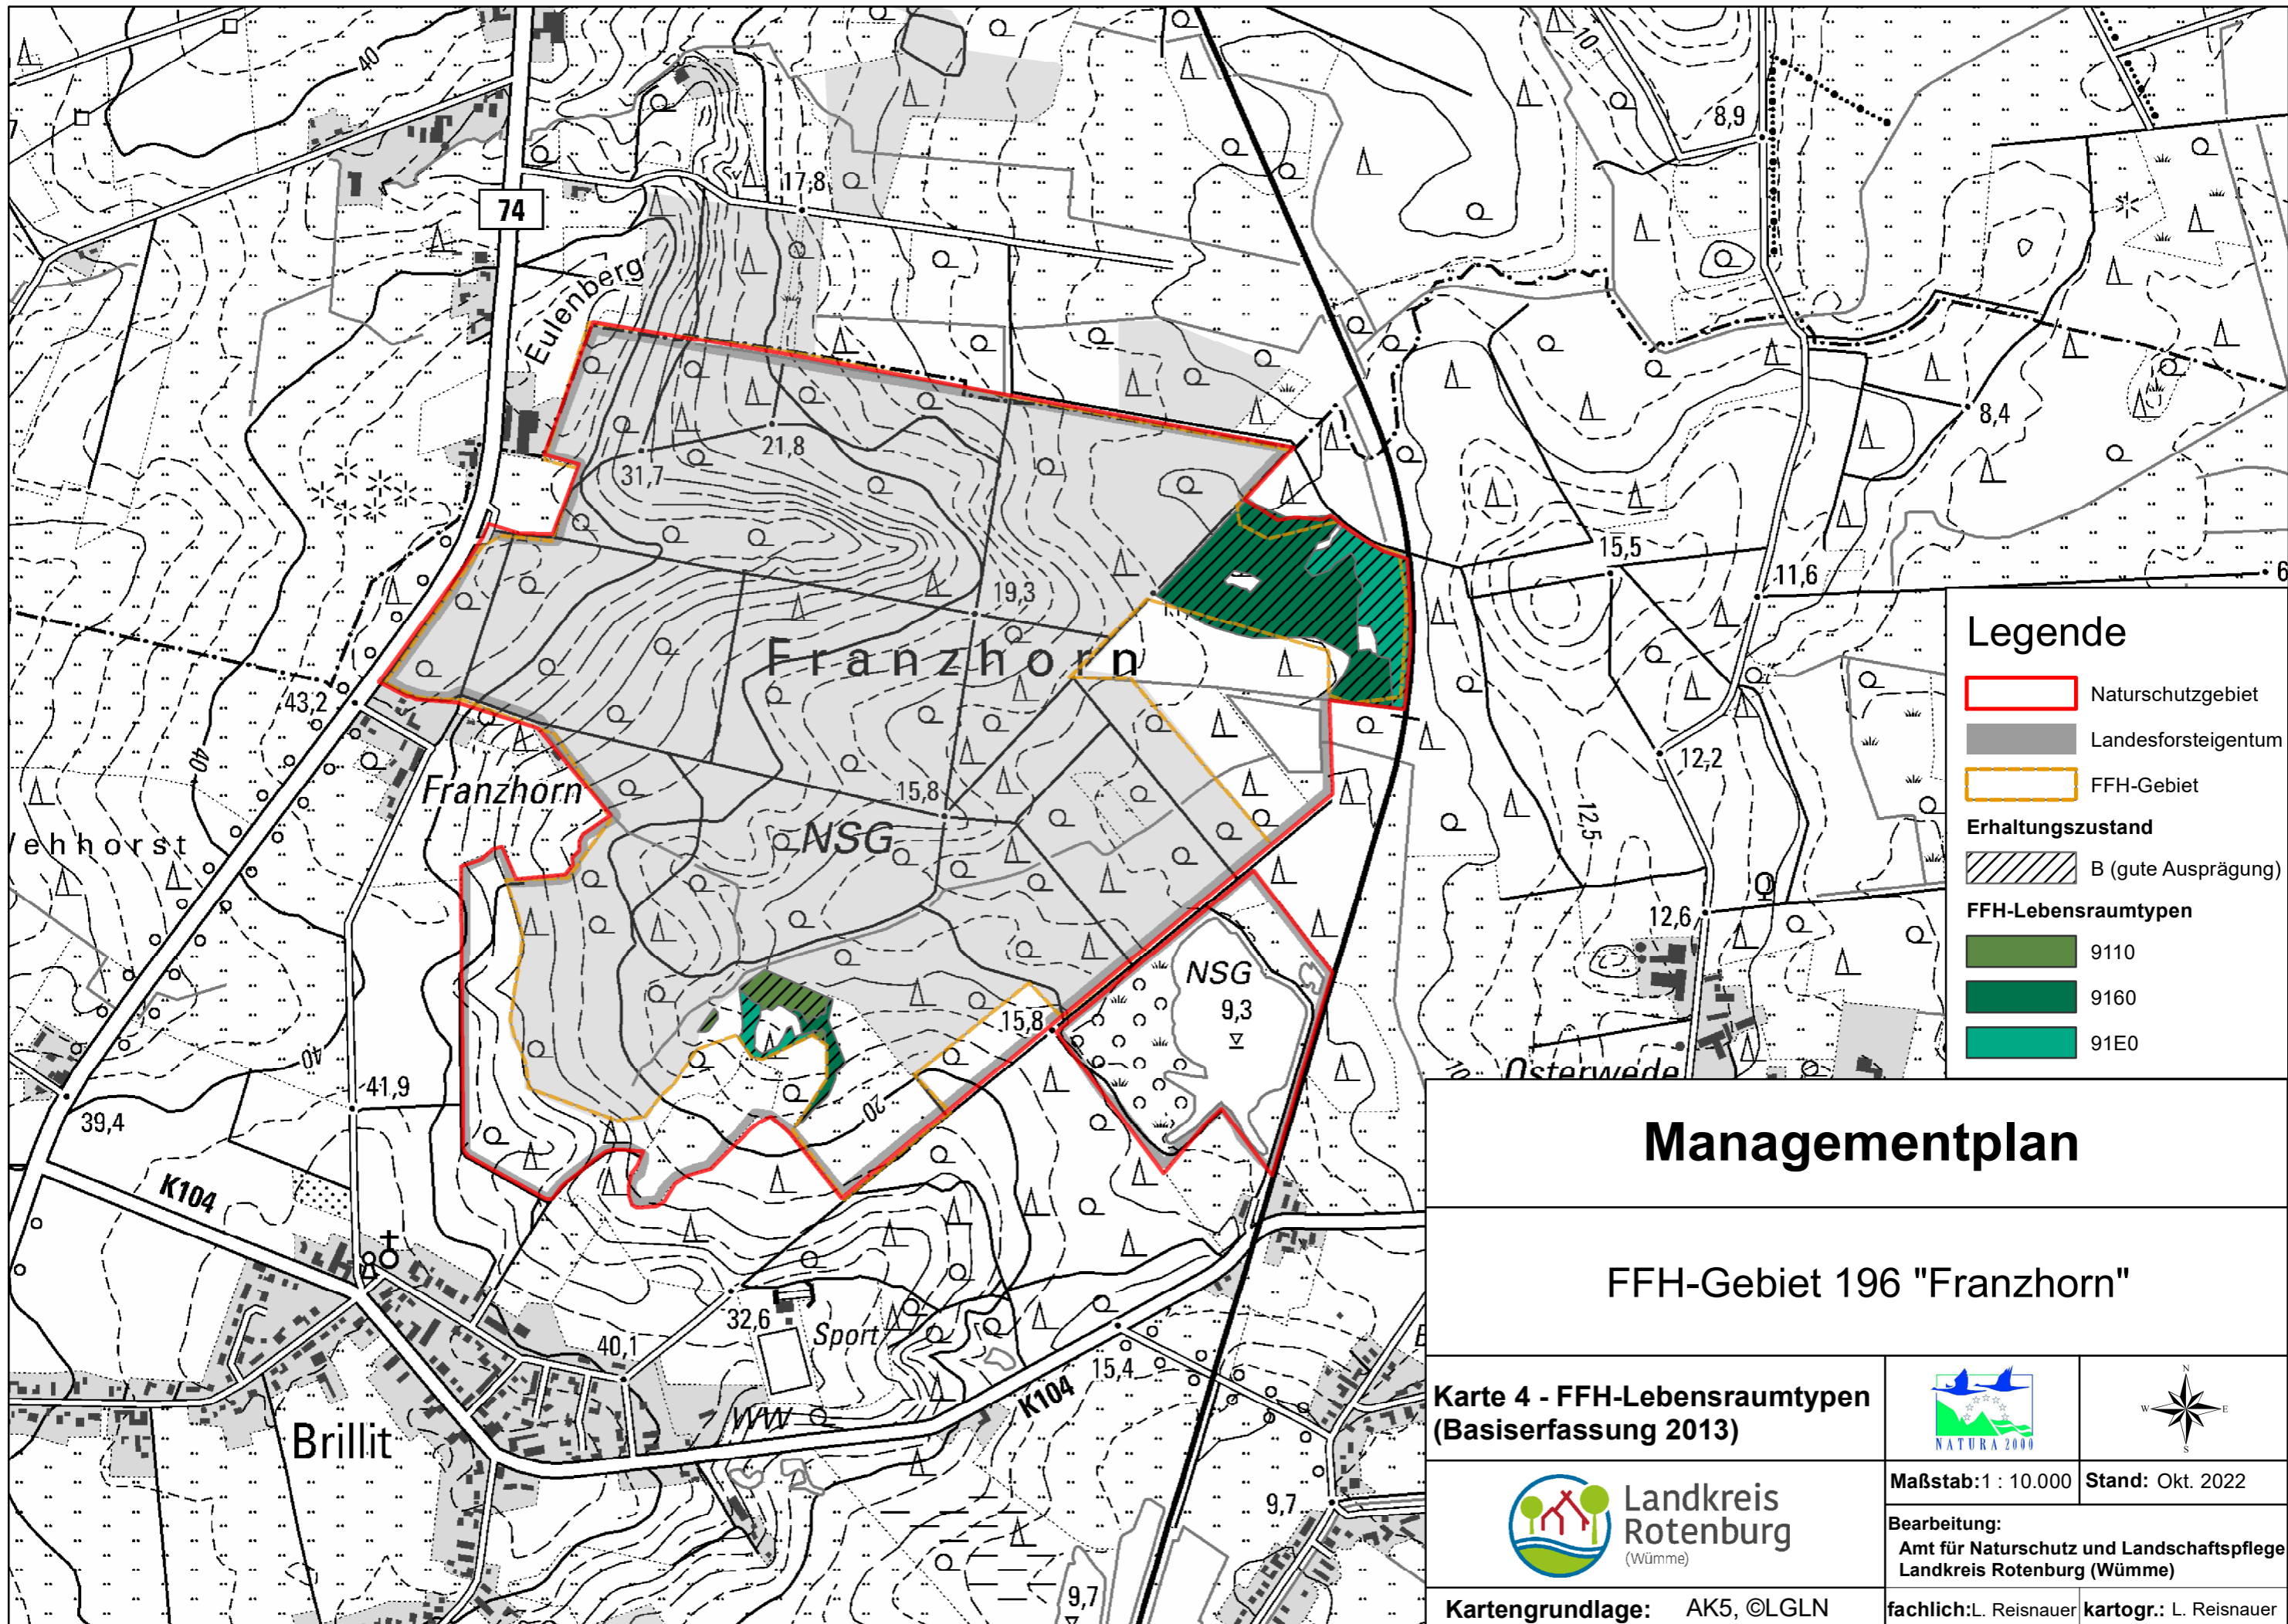 40
7
74
17,8
8,9
10
Eulenberg
8,4
31,7
21,8
15,5
11,6
6
19,3
Franzhorn
43,2
40
Franzhorn
15,8
NSG
12,2
12,5
12,6
NSG
9,3
15,8
20
40
41,9
39,4
10
Osterwede
K104
32,6
Sport
40,1
15,4
K104
WW
Brillit
9,7
9,7
Legende
Naturschutzgebiet
Landesforsteigentum
FFH-Gebiet
Erhaltungszustand
B (gute Ausprägung)
FFH-Lebensraumtypen
9110
9160
91E0
Managementplan
FFH-Gebiet 196 "Franzhorn"
Karte 4 - FFH-Lebensraumtypen
(Basiserfassung 2013)
NATURA 2000
N
W
E
S
Landkreis
Rotenburg
(Wümme)
Maßstab:1 : 10.000
Stand: Okt. 2022
Bearbeitung:
Amt für Naturschutz und Landschaftspflege
Landkreis Rotenburg (Wümme)
Kartengrundlage: AK5, ©LGLN
fachlich:L. Reisnauer
kartogr.: L. Reisnauer